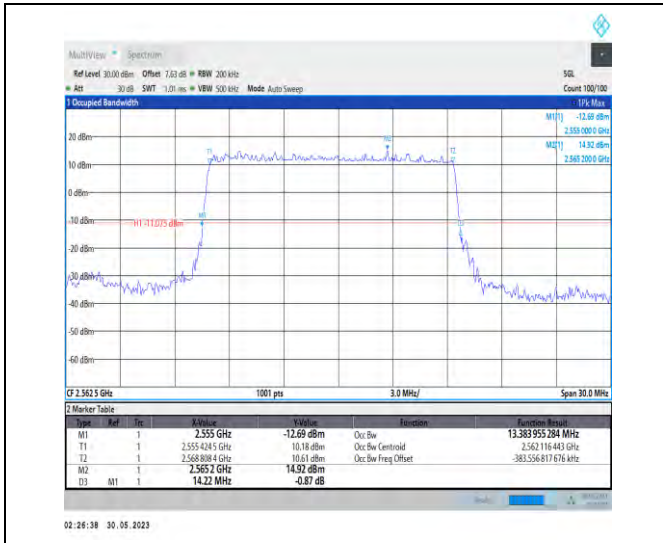 MultiView Spectrum
Ref Level 30.00 dBm Offset 7.63 dB RBW 200 kHz SGL
Att 30 dB SWT 1.01 ms VBW 500 kHz Mode Auto Sweep Count 100/100
1 Occupied Bandwidth 1Pk Max
M1[1] -12.69 dBm
2.555 000 0 GHz
M2[1] 14.92 dBm
2.565 200 0 GHz
20 dBm
T1 M2 T2
10 dBm
0 dBm
M1
-10 dBm H1 -11.075 dBm D3
-20 dBm
-30 dBm
-40 dBm
-50 dBm
-60 dBm
CF 2.562 5 GHz 1001 pts 3.0 MHz/ Span 30.0 MHz
2 Marker Table
Type Ref Trc X-Value Y-Value Function Function Result
M1 1 2.555 GHz -12.69 dBm Occ Bw 13.383 955 284 MHz
T1 1 2.555 424 5 GHz 10.18 dBm Occ Bw Centroid 2.562 116 443 GHz
T2 1 2.568 808 4 GHz 10.61 dBm Occ Bw Freq Offset -383.556 817 676 kHz
M2 1 2.565 2 GHz 14.92 dBm
D3 M1 1 14.22 MHz -0.87 dB
02:26:38 30.05.2023